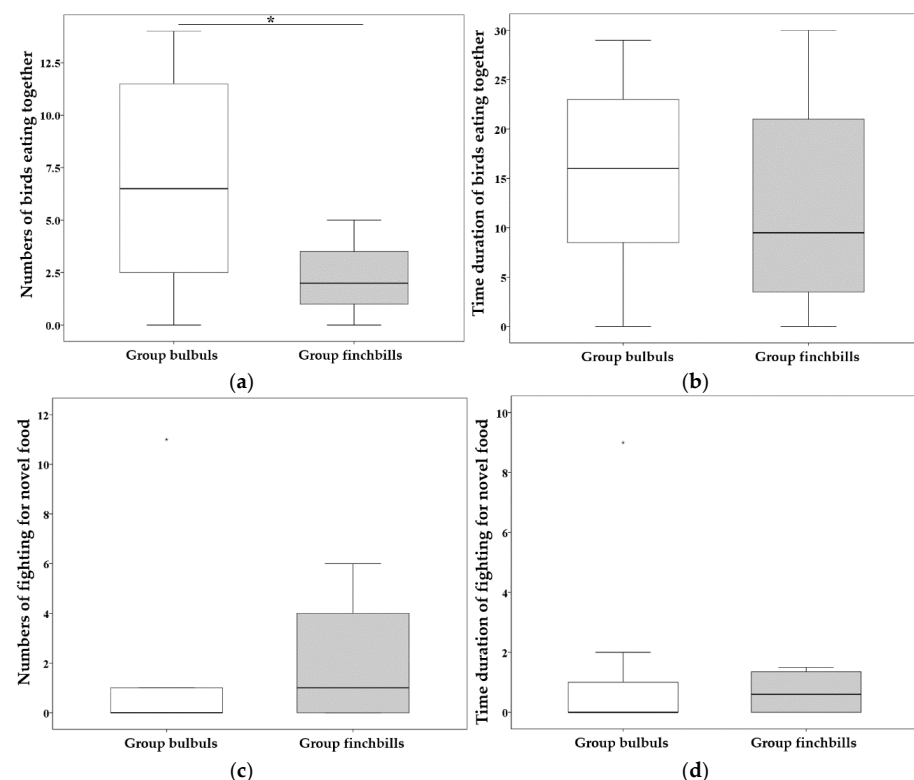 *
Numbers of birds eating together
12.5
10.0
7.5
5.0
2.5
0.0
Group bulbuls Group finchbills
(a)
Time duration of birds eating together
30
25
20
15
10
5
0
Group bulbuls Group finchbills
(b)
Numbers of fighting for novel food
12
10
8
6
4
2
0
*
Group bulbuls Group finchbills
(c)
Time duration of fighting for novel food
10
8
6
4
2
0
*
Group bulbuls Group finchbills
(d)